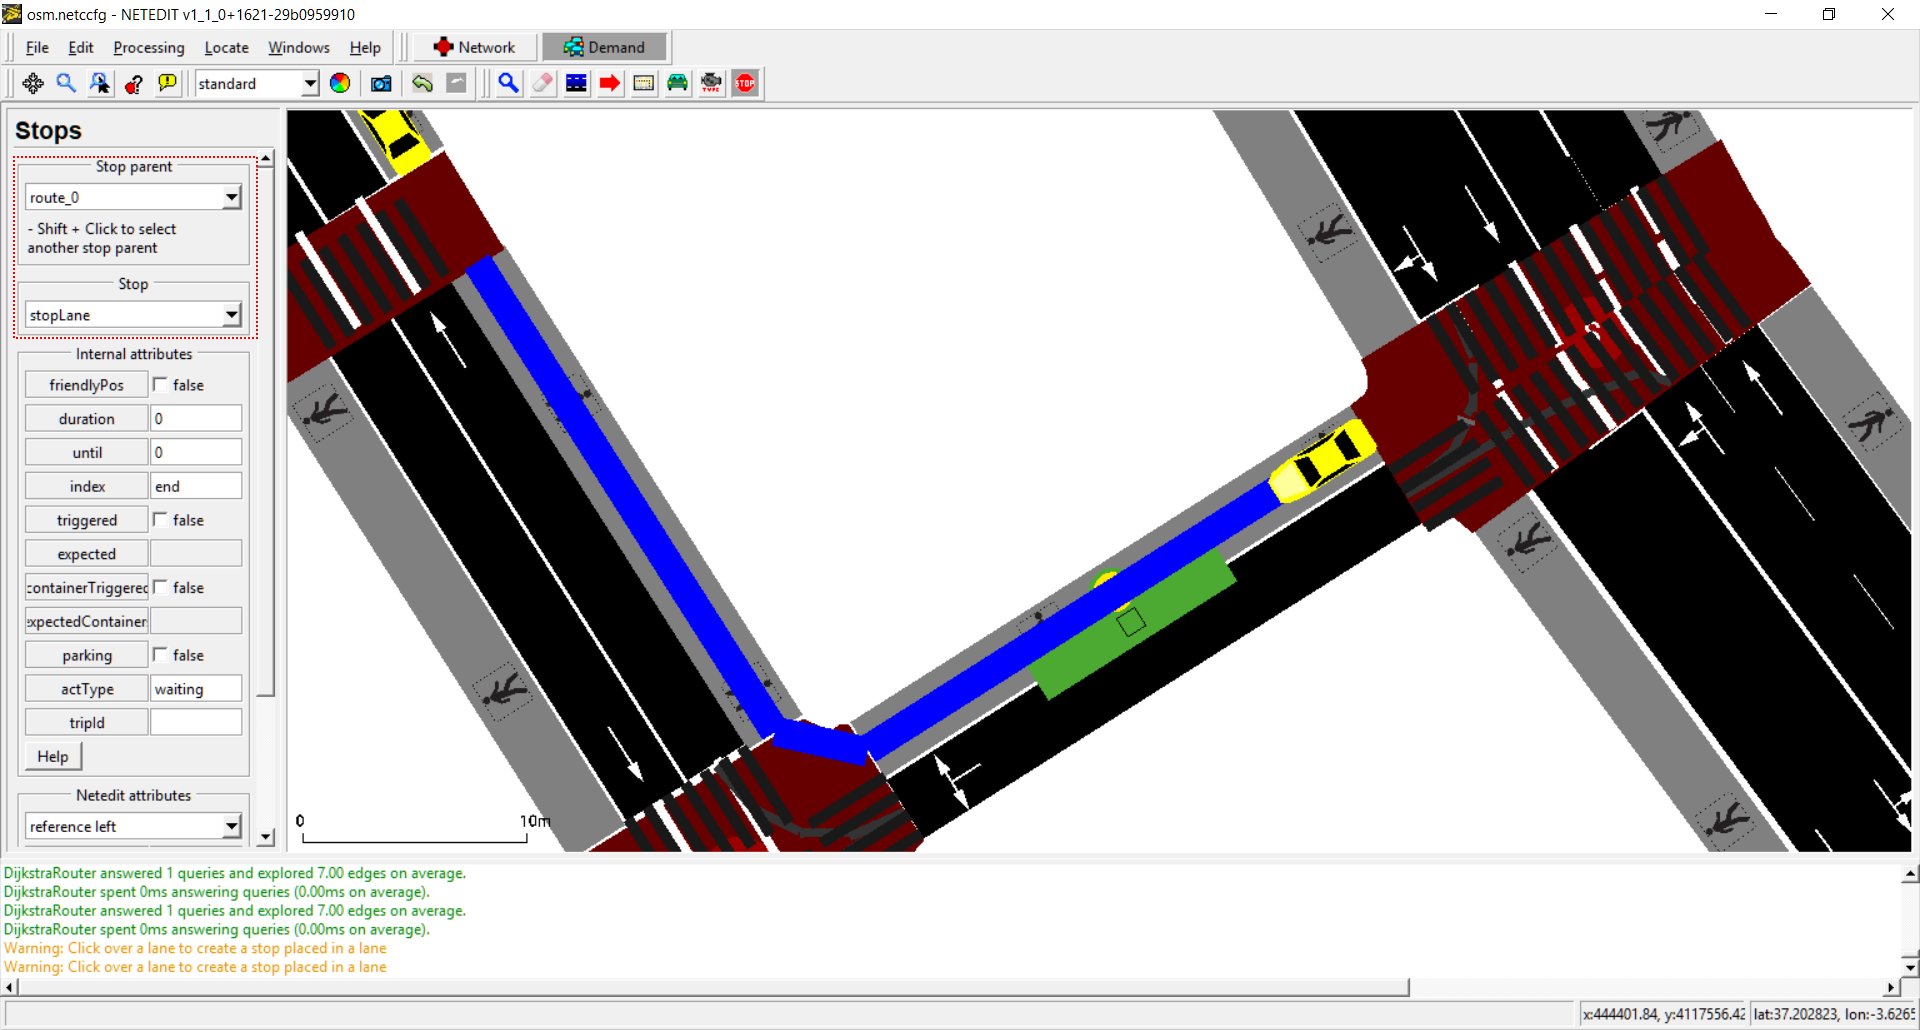 osm.netccfg - NETEDIT v1_1_0+1621-29b0959910
File Edit Processing Locate Windows Help Network Demand
standard TYPE STOP
Stops
Stop parent
route_0
- Shift + Click to select
another stop parent
Stop
stopLane
Internal attributes
friendlyPos false
duration 0
until 0
index end
triggered false
expected
containerTriggered false
expectedContainer
parking false
actType waiting
tripId
Help
Netedit attributes
reference left
0 10m
DijkstraRouter answered 1 queries and explored 7.00 edges on average.
DijkstraRouter spent 0ms answering queries (0.00ms on average).
DijkstraRouter answered 1 queries and explored 7.00 edges on average.
DijkstraRouter spent 0ms answering queries (0.00ms on average).
Warning: Click over a lane to create a stop placed in a lane
Warning: Click over a lane to create a stop placed in a lane
x:444401.84, y:4117556.42 lat:37.202823, lon:-3.6265